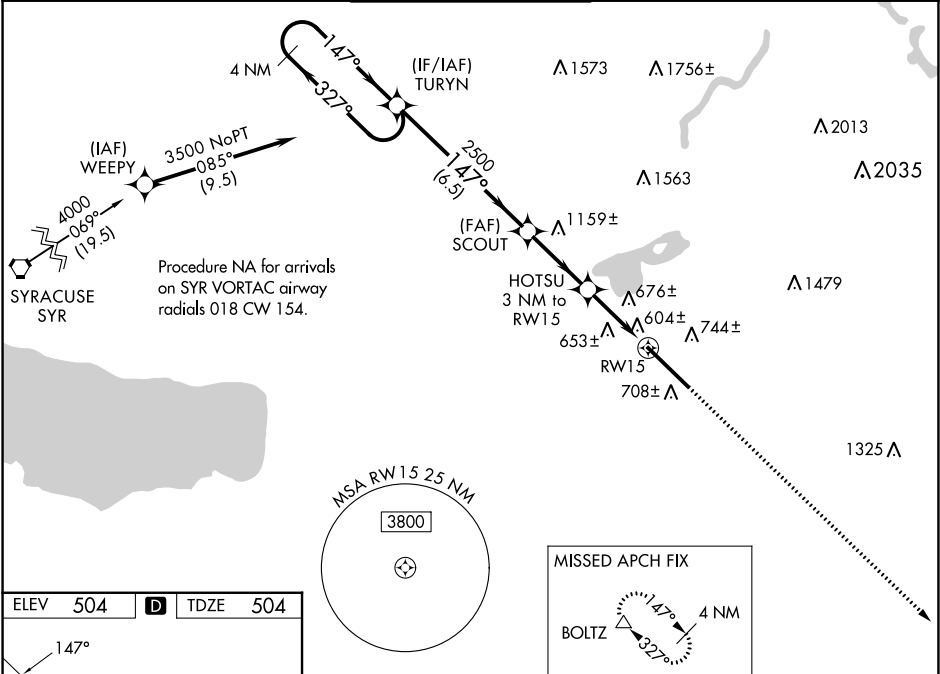 147°
4 NM
327°
(IF/IAF)
TURYN
1573
1756±
2013
2035
1563
(IAF)
WEEPY
3500 NoPT
085°
(9.5)
4000
069°
(19.5)
SYRACUSE
SYR
Procedure NA for arrivals
on SYR VORTAC airway
radials 018 CW 154.
2500
147°
(6.5)
(FAF)
SCOUT
1159±
HOTSU
3 NM to
RW15
676±
1479
604±
653±
744±
RW15
708±
1325
MSA RW15 25 NM
3800
MISSED APCH FIX
147°
4 NM
BOLTZ
327°
ELEV 504 D TDZE 504
147°